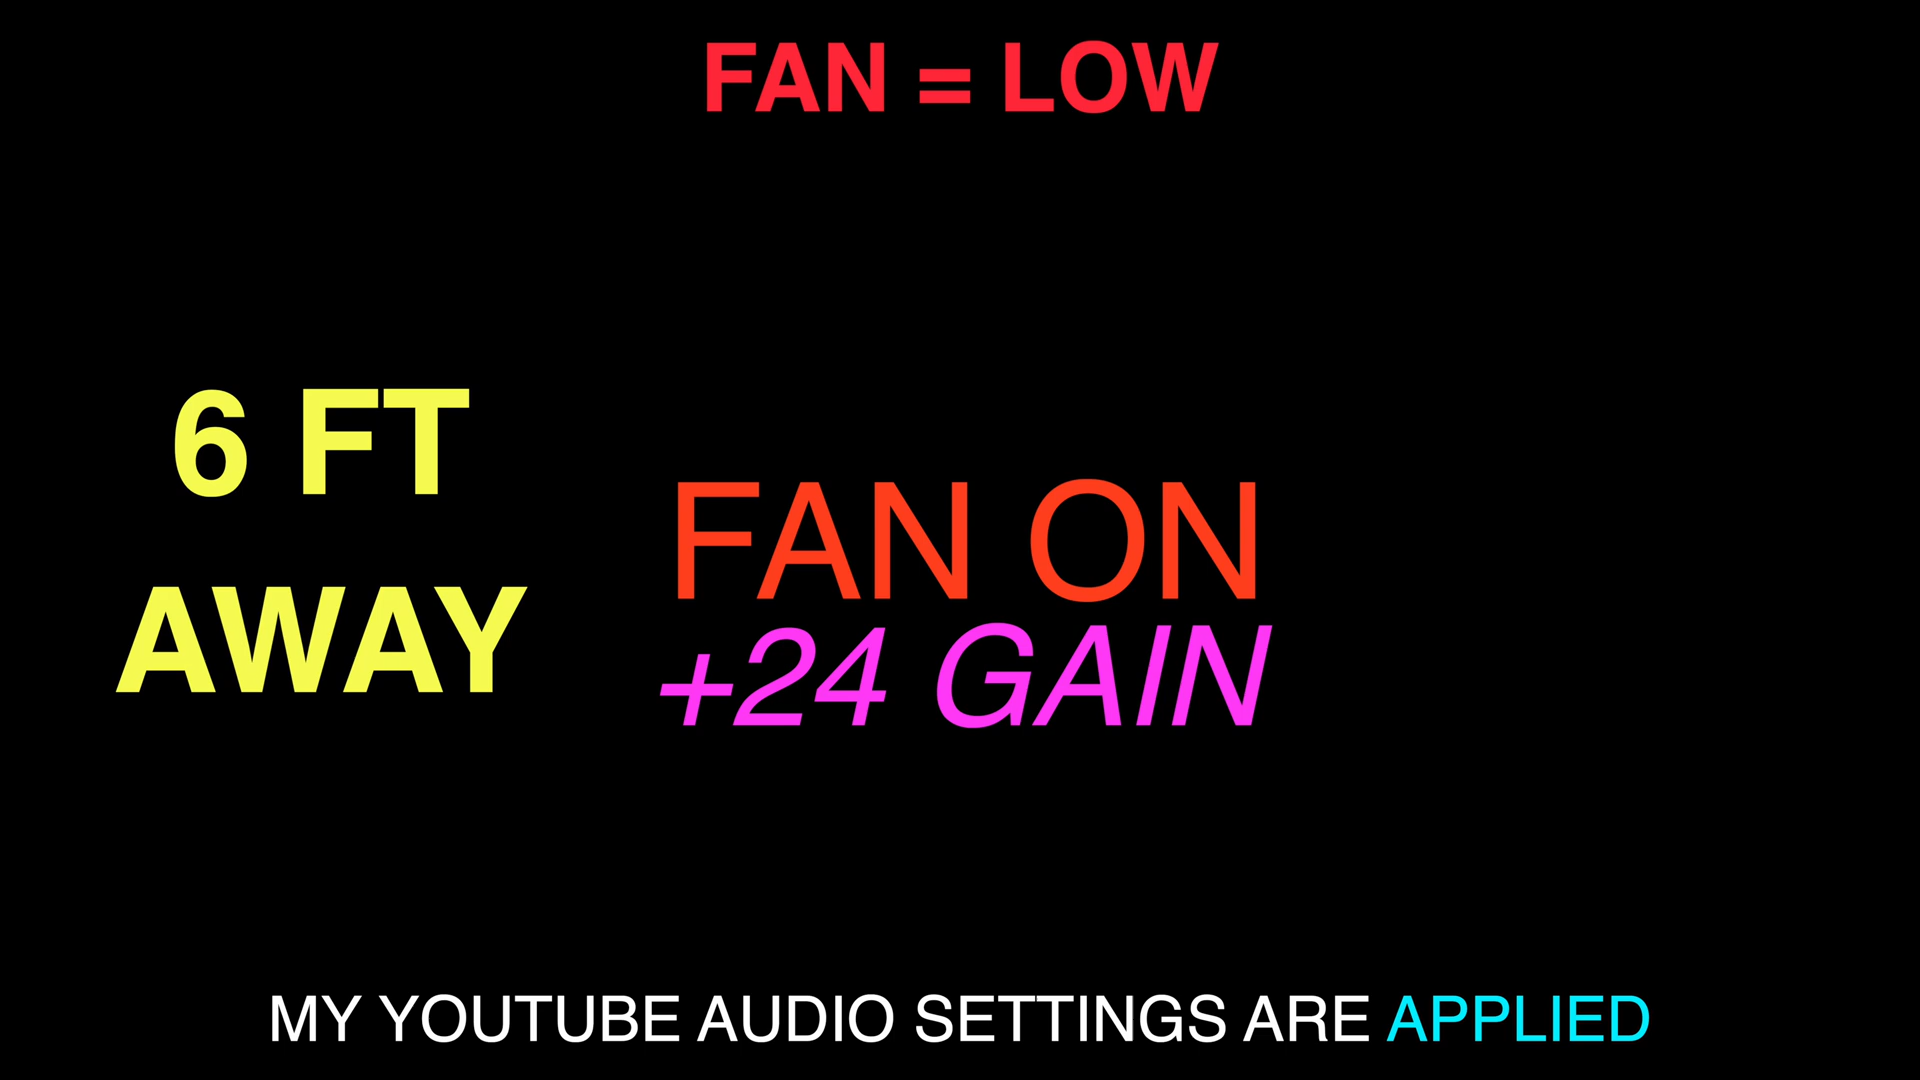 FAN = LOW
6 FT
AWAY
FAN ON
+24 GAIN
MY YOUTUBE AUDIO SETTINGS ARE APPLIED